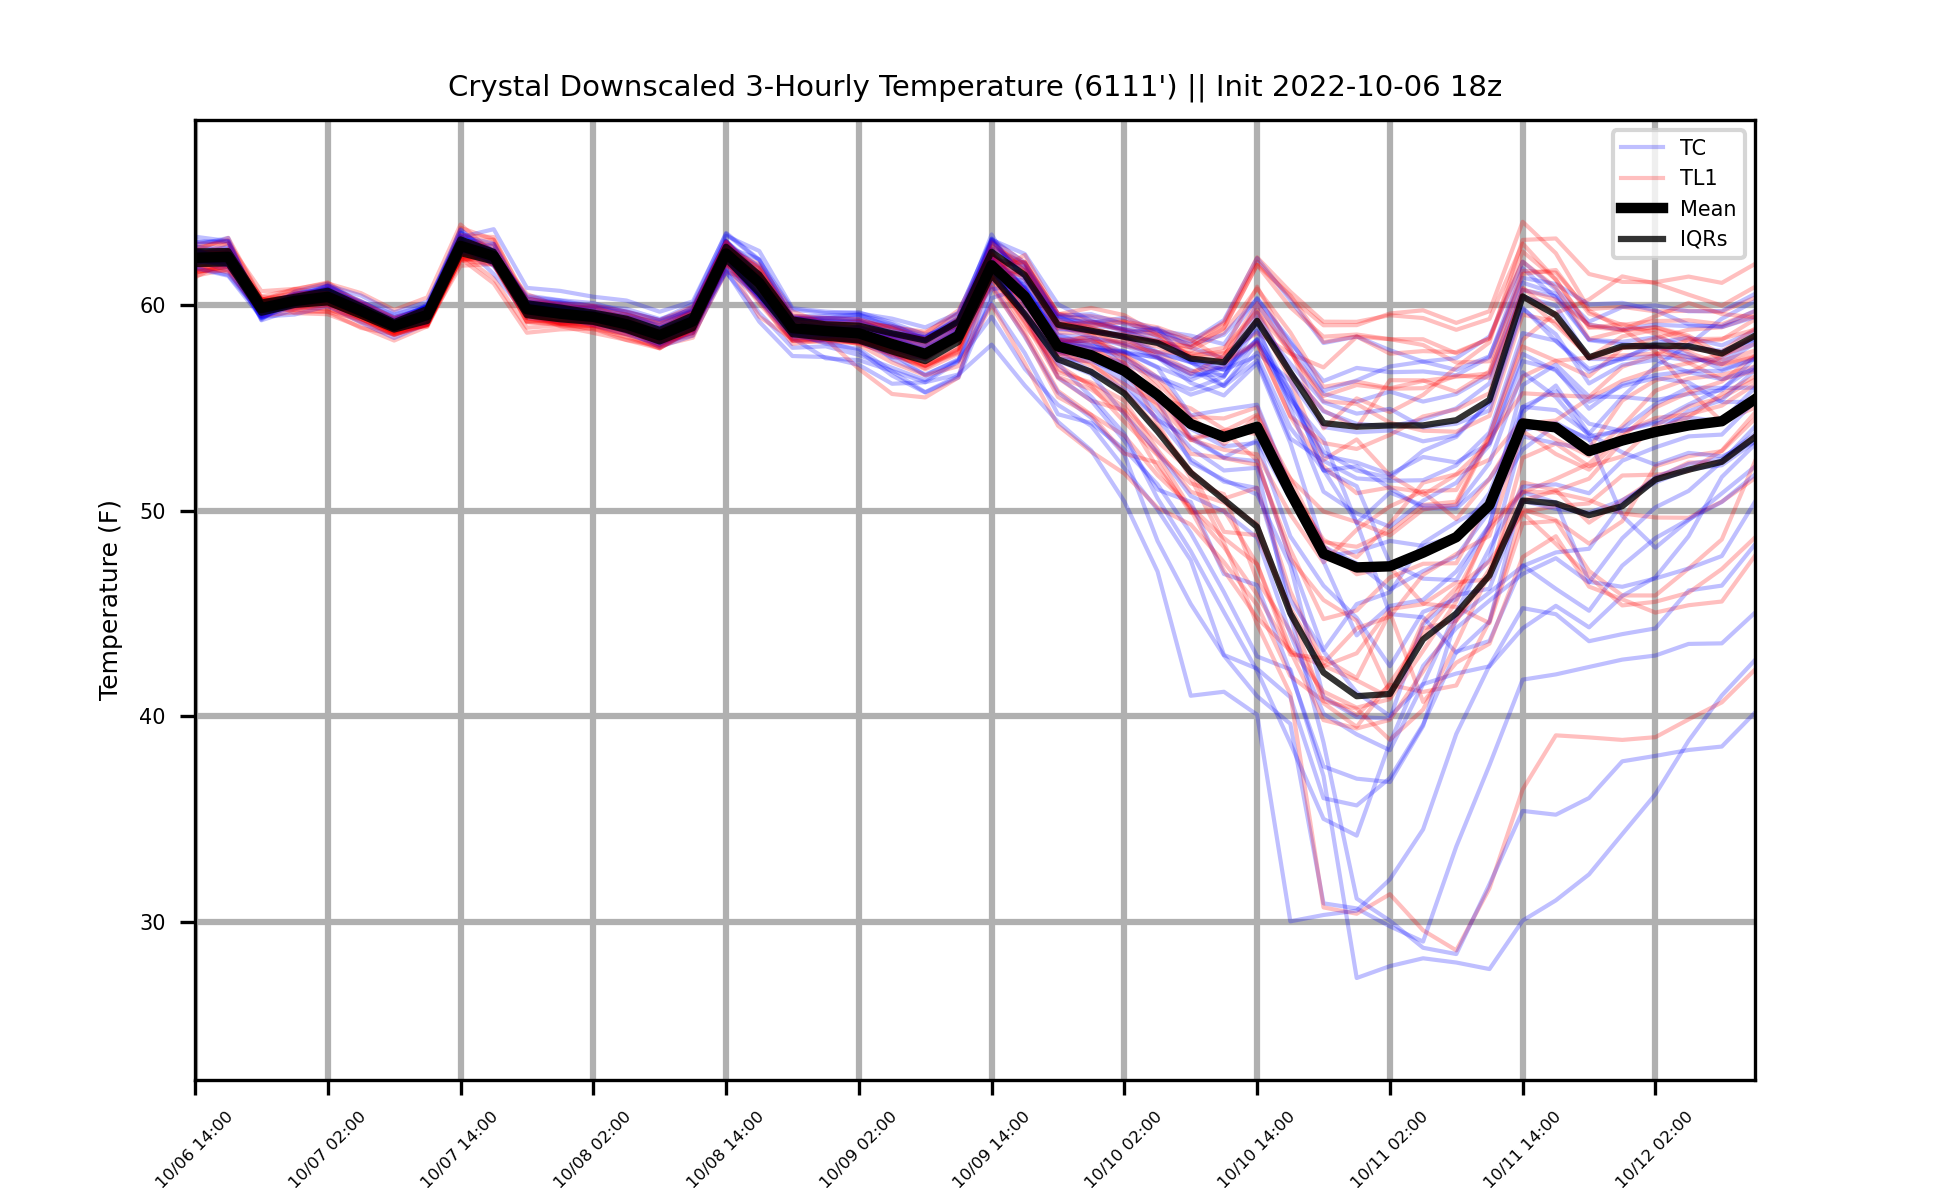 Crystal Downscaled 3-Hourly Temperature (6111') || Init 2022-10-06 18z
TC
TL1
Mean
IQRs
Temperature (F)
60
50
40
30
10/06 14:00
10/07 02:00
10/07 14:00
10/08 02:00
10/08 14:00
10/09 02:00
10/09 14:00
10/10 02:00
10/10 14:00
10/11 02:00
10/11 14:00
10/12 02:00